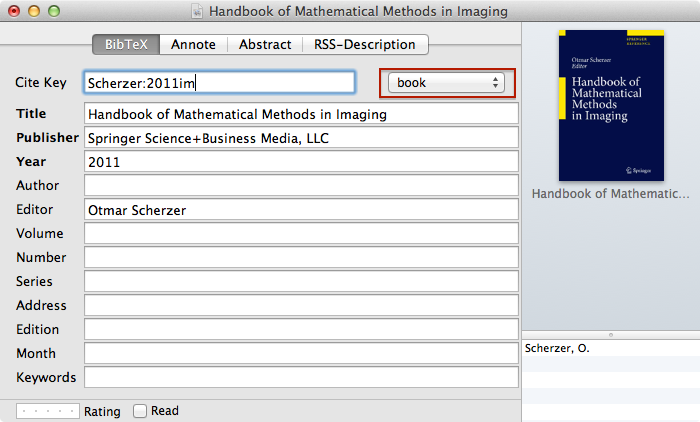 Handbook of Mathematical Methods in Imaging
BibTeX Annote Abstract RSS-Description
Cite Key Scherzer:2011im book
Title Handbook of Mathematical Methods in Imaging
Publisher Springer Science+Business Media, LLC
Year 2011
Author
Editor Otmar Scherzer
Volume
Number
Series
Address
Edition
Month
Keywords
Rating Read
SPRINGER
REFERENCE
Otmar Scherzer
Editor
Handbook of
Mathematical
Methods
in Imaging
Springer
Handbook of Mathematic...
Scherzer, O.